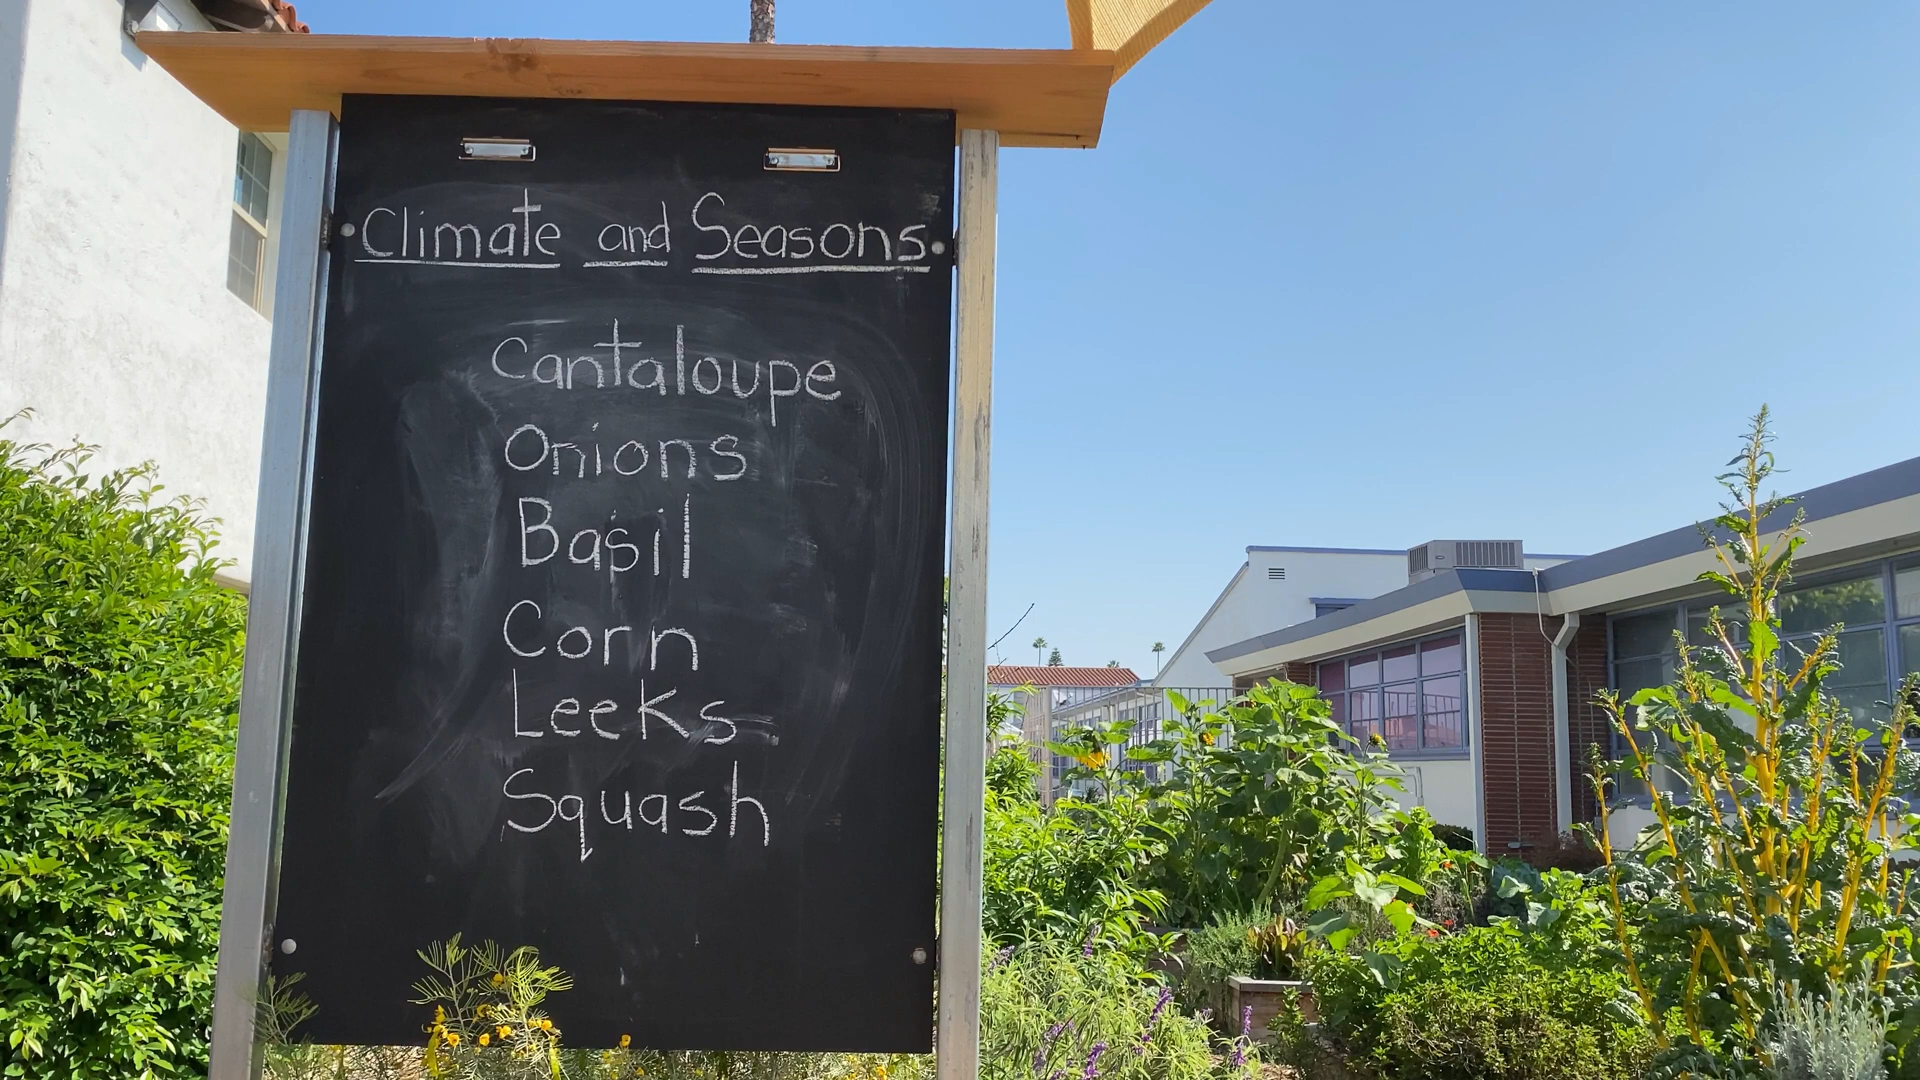 Climate and Seasons
Cantaloupe
Onions
Basil
Corn
Leeks
Squash